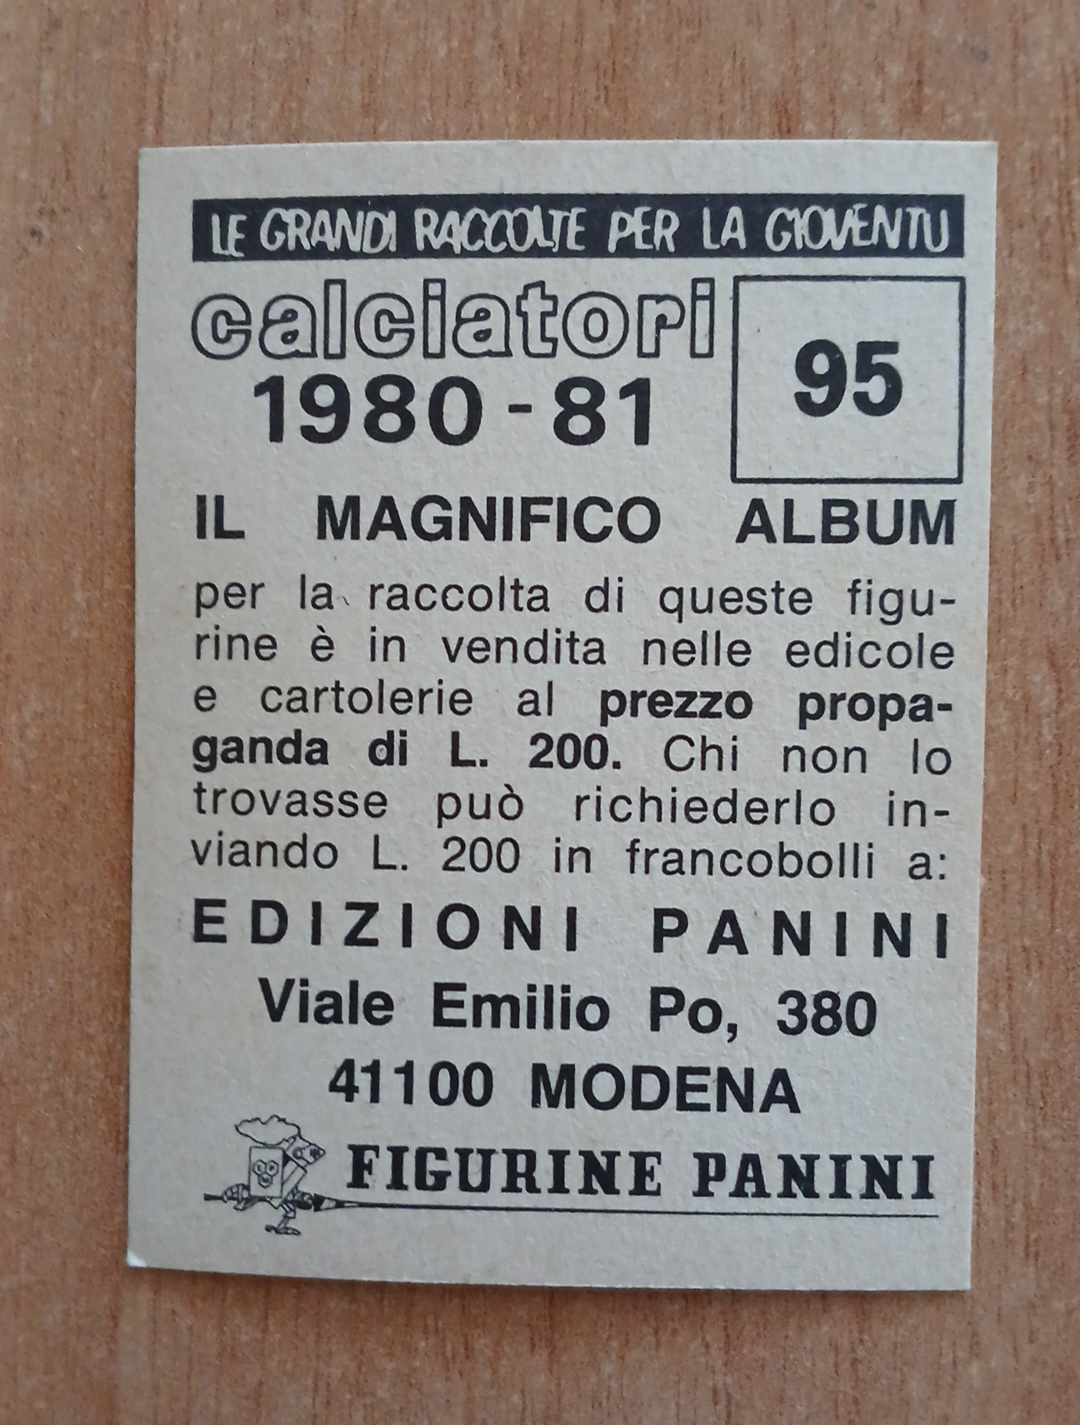 LE GRANDI RACCOLTE PER LA GIOVENTU
calciatori
1980-81
95
IL MAGNIFICO ALBUM
per la raccolta di queste figu-
rine è in vendita nelle edicole
e cartolerie al prezzo propa-
ganda di L. 200. Chi non lo
trovasse può richiederlo in-
viando L. 200 in francobolli a:
EDIZIONI PANINI
Viale Emilio Po, 380
41100 MODENA
FIGURINE PANINI